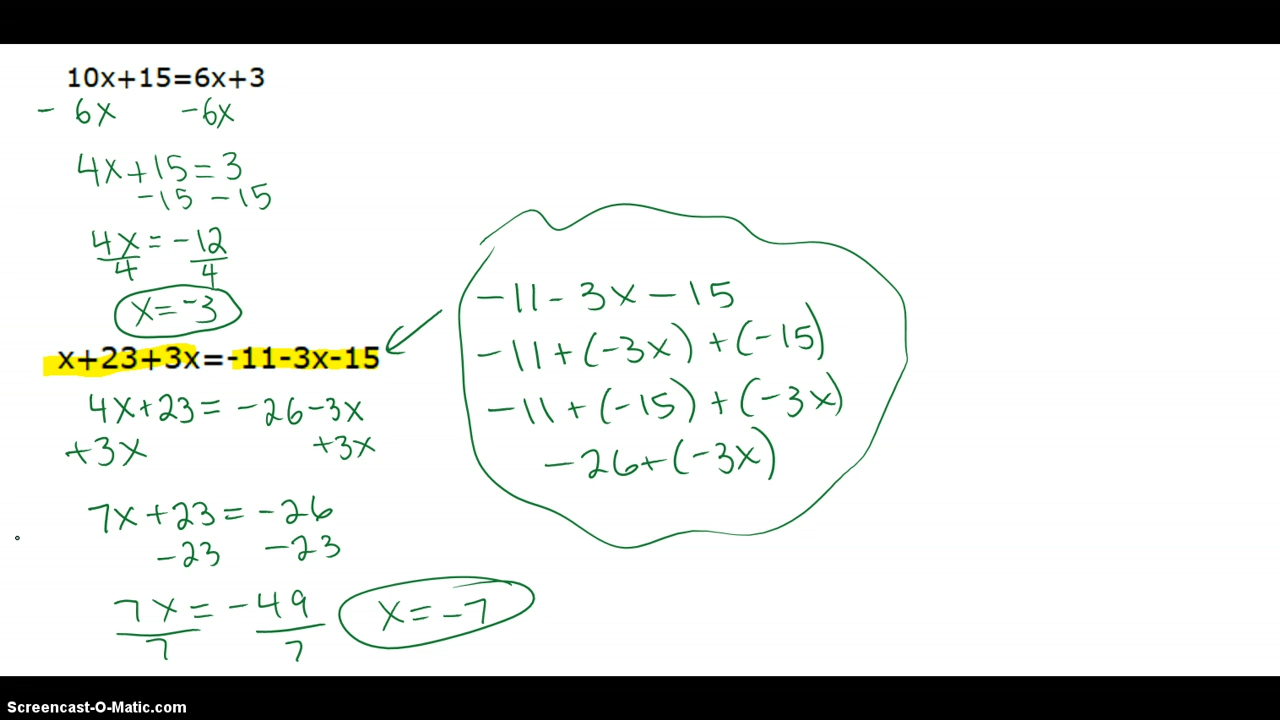 10x+15=6x+3
- 6x -6x
4x+15=3
-15 -15
4x = -12
4 4
x=-3
x+23+3x=-11-3x-15
4x+23= -26-3x
+3x +3x
7x+23= -26
-23 -23
7x = -49
7 7
x= -7
-11-3x-15
-11+(-3x)+(-15)
-11+(-15)+(-3x)
-26+(-3x)
Screencast-O-Matic.com